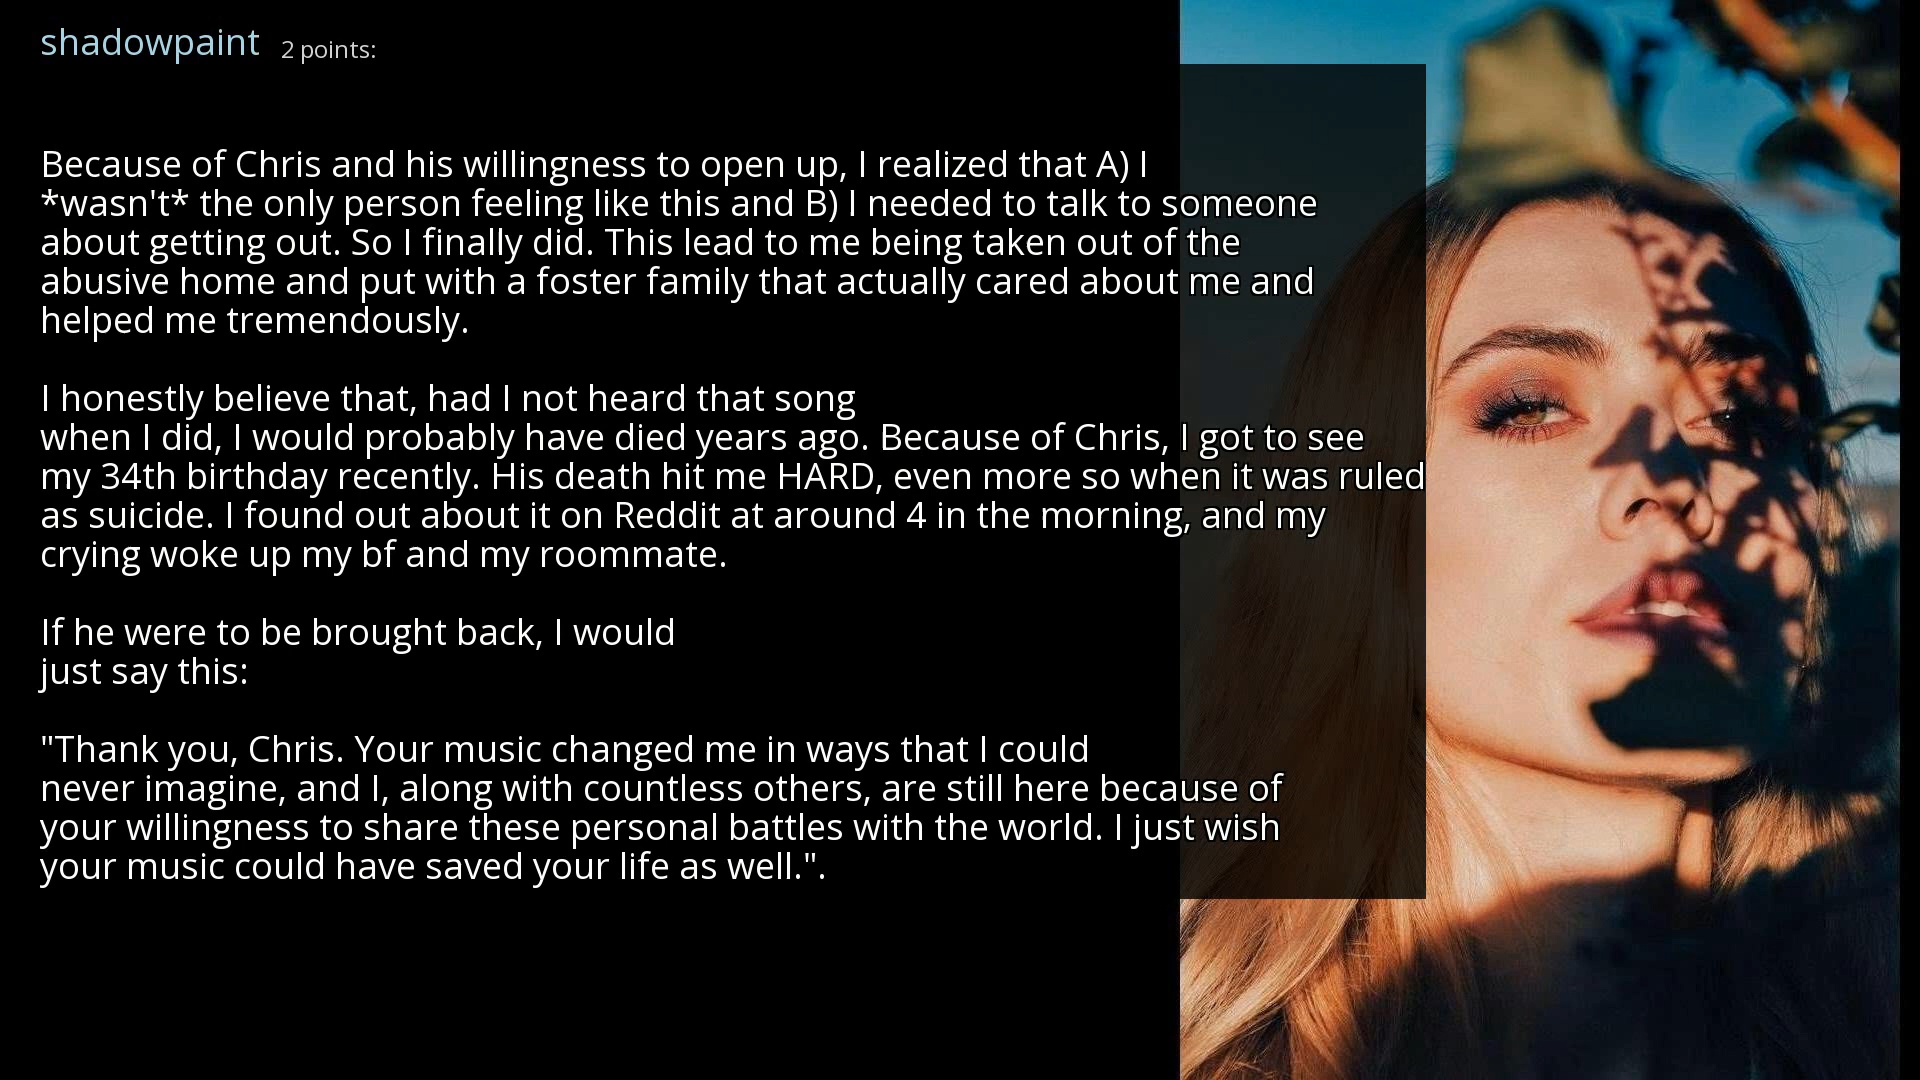 shadowpaint 2 points:
Because of Chris and his willingness to open up, I realized that A) I
*wasn't* the only person feeling like this and B) I needed to talk to someone
about getting out. So I finally did. This lead to me being taken out of the
abusive home and put with a foster family that actually cared about me and
helped me tremendously.
I honestly believe that, had I not heard that song
when I did, I would probably have died years ago. Because of Chris, I got to see
my 34th birthday recently. His death hit me HARD, even more so when it was ruled
as suicide. I found out about it on Reddit at around 4 in the morning, and my
crying woke up my bf and my roommate.
If he were to be brought back, I would
just say this:
"Thank you, Chris. Your music changed me in ways that I could
never imagine, and I, along with countless others, are still here because of
your willingness to share these personal battles with the world. I just wish
your music could have saved your life as well.".